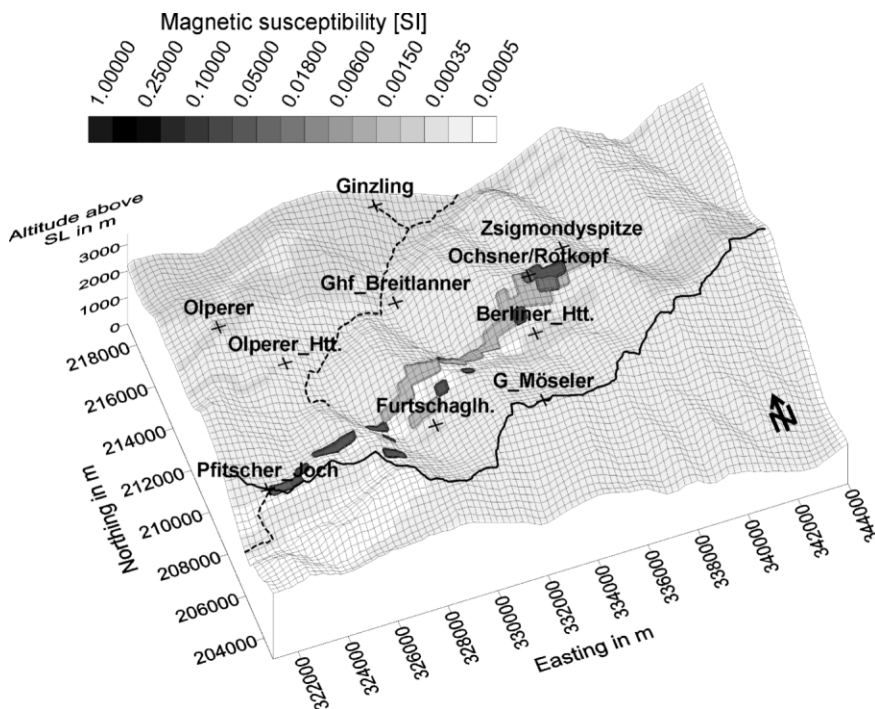 Magnetic susceptibility [SI]
1.00000
0.25000
0.10000
0.05000
0.01800
0.00600
0.00150
0.00035
0.00005
Altitude above
SL in m
3000
2000
1000
0
Ginzling
Zsigmondyspitze
Ochsner/Rotkopf
Ghf_Breitlanner
Olperer
Berliner_Htt.
Olperer_Htt.
G_Möseler
Furtschaglh.
Pfitscher_Joch
N
218000
216000
214000
212000
210000
208000
206000
204000
Northing in m
322000
324000
326000
328000
330000
332000
334000
336000
338000
340000
342000
344000
Easting in m